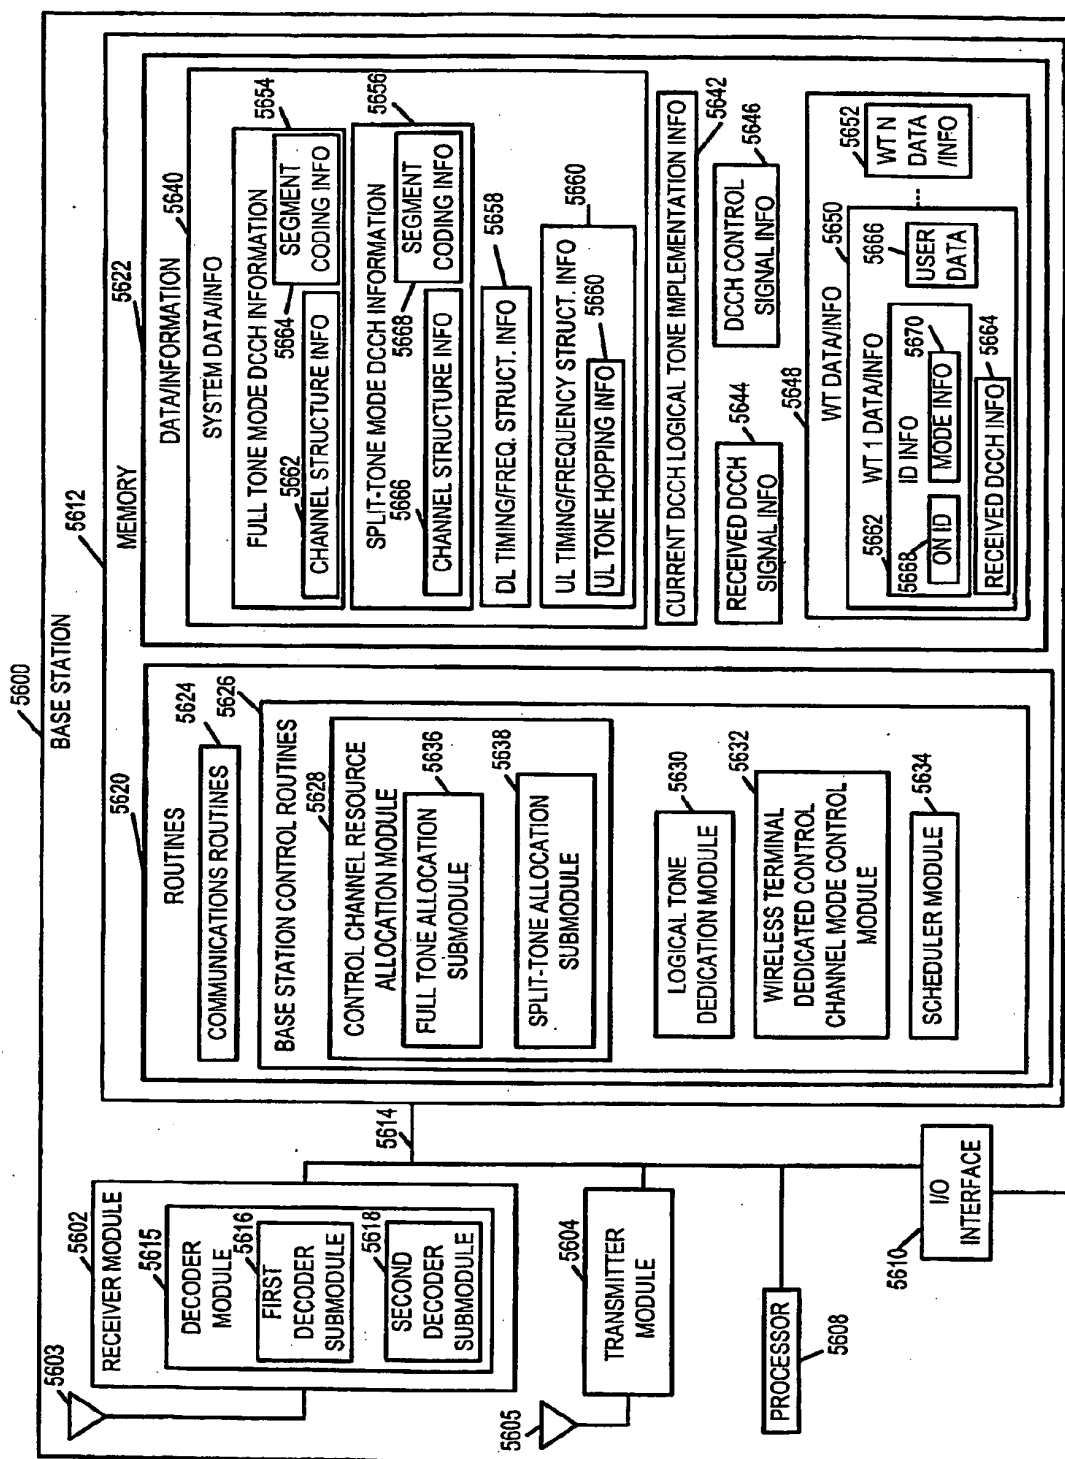 5600
BASE STATION
5603
5602
RECEIVER MODULE
5615
DECODER
MODULE
5616
FIRST
DECODER
SUBMODULE
5618
SECOND
DECODER
SUBMODULE
5605
5604
TRANSMITTER
MODULE
PROCESSOR
5608
5610
I/O
INTERFACE
5614
5612
MEMORY
5620
ROUTINES
5624
COMMUNICATIONS ROUTINES
5626
BASE STATION CONTROL ROUTINES
5628
CONTROL CHANNEL RESOURCE
ALLOCATION MODULE
5636
FULL TONE ALLOCATION
SUBMODULE
5638
SPLIT-TONE ALLOCATION
SUBMODULE
5630
LOGICAL TONE
DEDICATION MODULE
5632
WIRELESS TERMINAL
DEDICATED CONTROL
CHANNEL MODE CONTROL
MODULE
5634
SCHEDULER MODULE
5622
DATA/INFORMATION
5640
SYSTEM DATA/INFO
5654
FULL TONE MODE DCCH INFORMATION
5662
CHANNEL STRUCTURE INFO
5664
SEGMENT
CODING INFO
5656
SPLIT-TONE MODE DCCH INFORMATION
5666
CHANNEL STRUCTURE INFO
5668
SEGMENT
CODING INFO
5658
DL TIMING/FREQ. STRUCT. INFO
5660
UL TIMING/FREQUENCY STRUCT. INFO
5660
UL TONE HOPPING INFO
5642
CURRENT DCCH LOGICAL TONE IMPLEMENTATION INFO
5644
RECEIVED DCCH
SIGNAL INFO
5646
DCCH CONTROL
SIGNAL INFO
5648
WT DATA/INFO
5650
WT 1 DATA/INFO
5662
ID INFO
5668
ON ID
5670
MODE INFO
5664
RECEIVED DCCH INFO
5666
USER
DATA
5652
WT N
DATA
/INFO